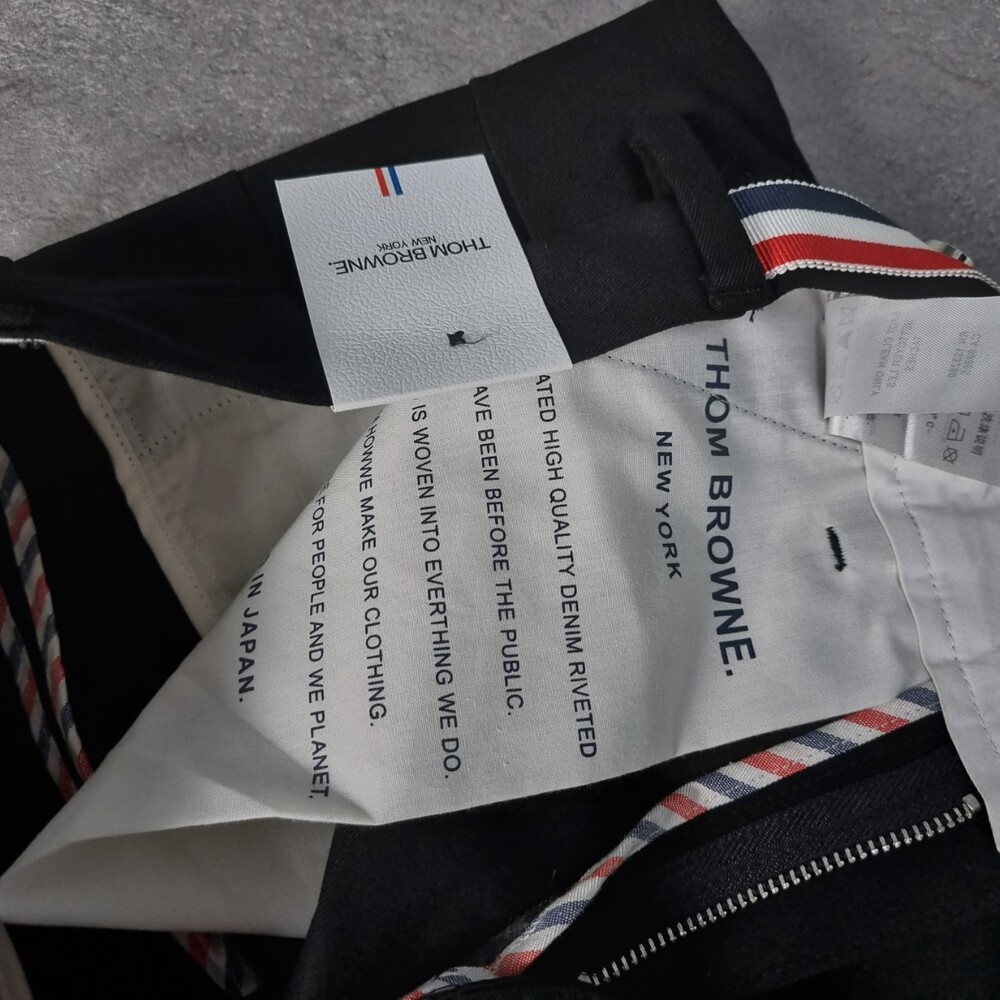 THOM BROWNE.
NEW YORK
THOM BROWNE.
NEW YORK
ATED HIGH QUALITY DENIM RIVETED
AVE BEEN BEFORE THE PUBLIC.
IS WOVEN INTO EVERTHING WE DO.
HONWE MAKE OUR CLOTHING.
FOR PEOPLE AND WE PLANET,
IN JAPAN.